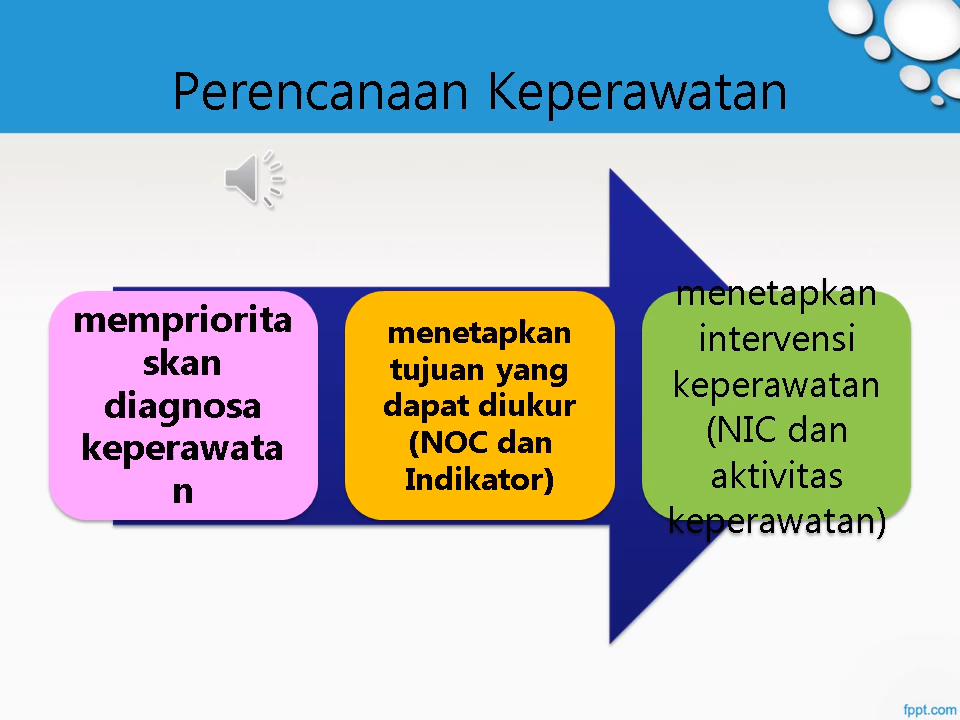 Perencanaan Keperawatan
mempriorita
skan
diagnosa
keperawata
n
menetapkan
tujuan yang
dapat diukur
(NOC dan
Indikator)
menetapkan
intervensi
keperawatan
(NIC dan
aktivitas
keperawatan)
fppt.com